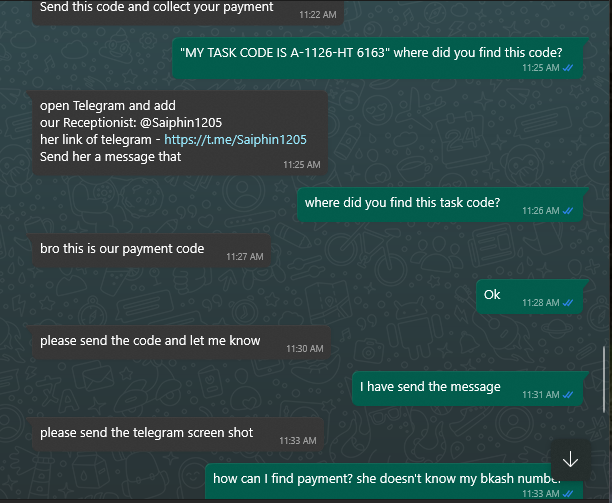 Send this code and collect your payment
11:22 AM
"MY TASK CODE IS A-1126-HT 6163" where did you find this code?
11:25 AM
open Telegram and add
our Receptionist: @Saiphin1205
her link of telegram - https://t.me/Saiphin1205
Send her a message that
11:25 AM
where did you find this task code?
11:26 AM
bro this is our payment code
11:27 AM
Ok
11:28 AM
please send the code and let me know
11:30 AM
I have send the message
11:31 AM
please send the telegram screen shot
11:33 AM
how can I find payment? she doesn't know my bkash number
11:33 AM